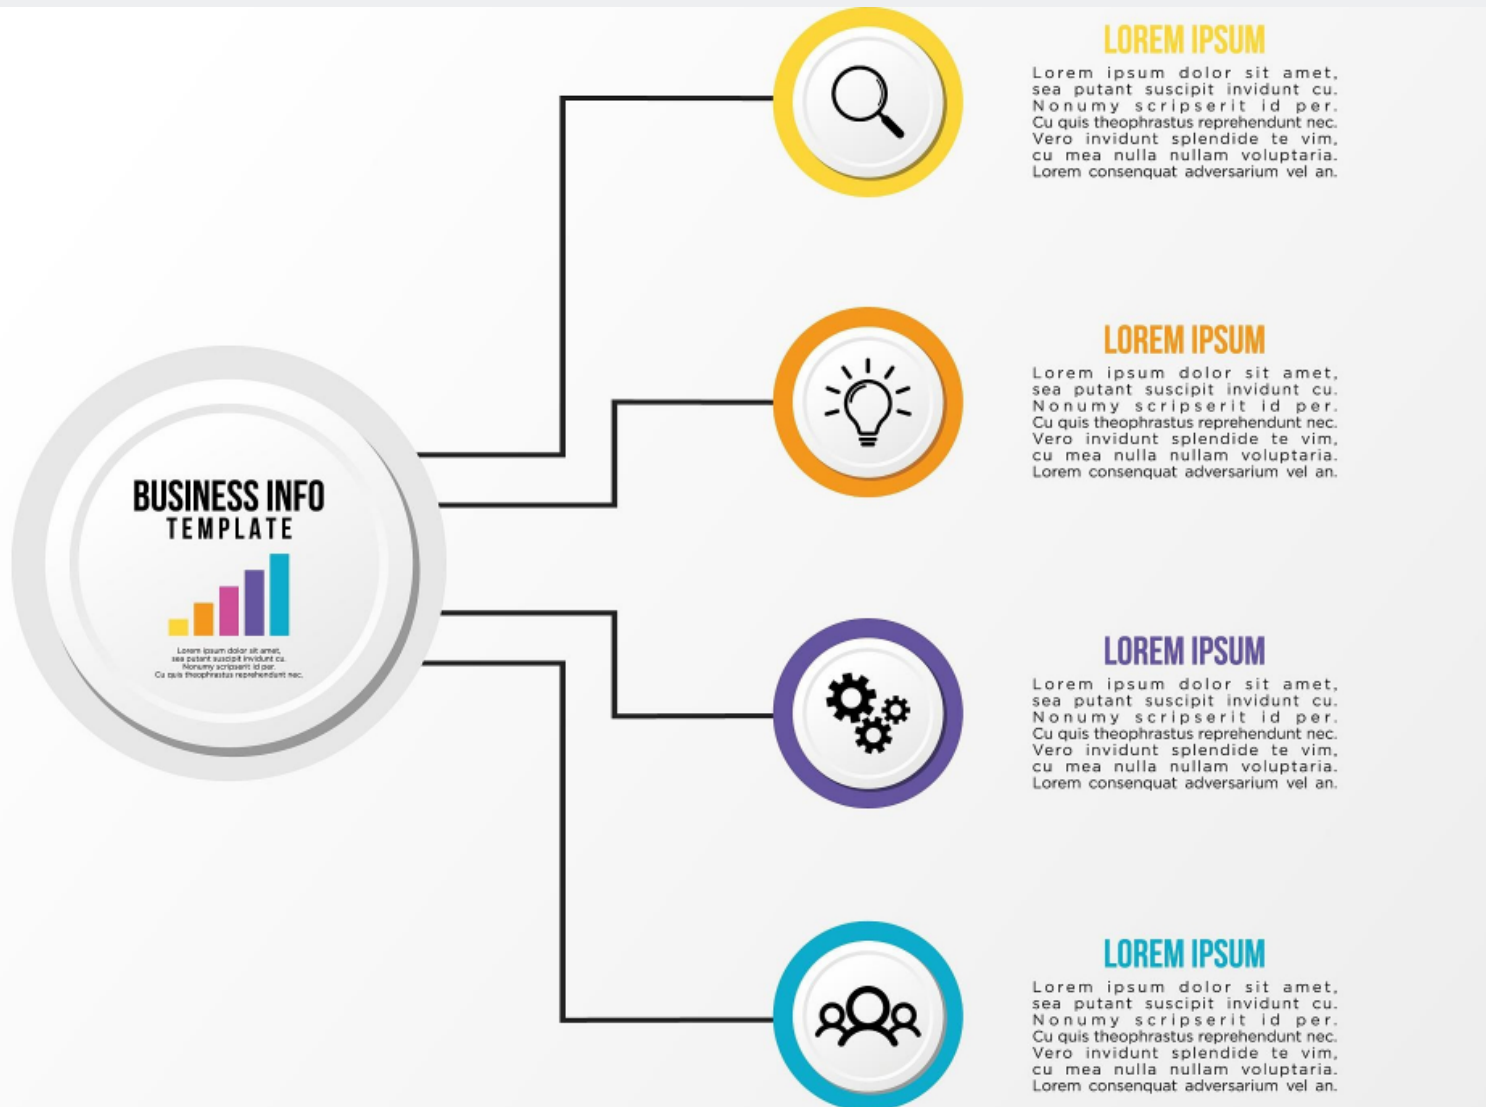 BUSINESS INFO
TEMPLATE
Lorem ipsum dolor sit amet,
sea putant suscipit invidunt cu.
Nonumy scripserit id per.
Cu quis theophrastus reprehendunt nec.
LOREM IPSUM
Lorem ipsum dolor sit amet,
sea putant suscipit invidunt cu.
Nonumy scripserit id per.
Cu quis theophrastus reprehendunt nec.
Vero invidunt splendide te vim,
cu mea nulla nullam voluptaria.
Lorem consenquat adversarium vel an.
LOREM IPSUM
Lorem ipsum dolor sit amet,
sea putant suscipit invidunt cu.
Nonumy scripserit id per.
Cu quis theophrastus reprehendunt nec.
Vero invidunt splendide te vim,
cu mea nulla nullam voluptaria.
Lorem consenquat adversarium vel an.
LOREM IPSUM
Lorem ipsum dolor sit amet,
sea putant suscipit invidunt cu.
Nonumy scripserit id per.
Cu quis theophrastus reprehendunt nec.
Vero invidunt splendide te vim,
cu mea nulla nullam voluptaria.
Lorem consenquat adversarium vel an.
LOREM IPSUM
Lorem ipsum dolor sit amet,
sea putant suscipit invidunt cu.
Nonumy scripserit id per.
Cu quis theophrastus reprehendunt nec.
Vero invidunt splendide te vim,
cu mea nulla nullam voluptaria.
Lorem consenquat adversarium vel an.